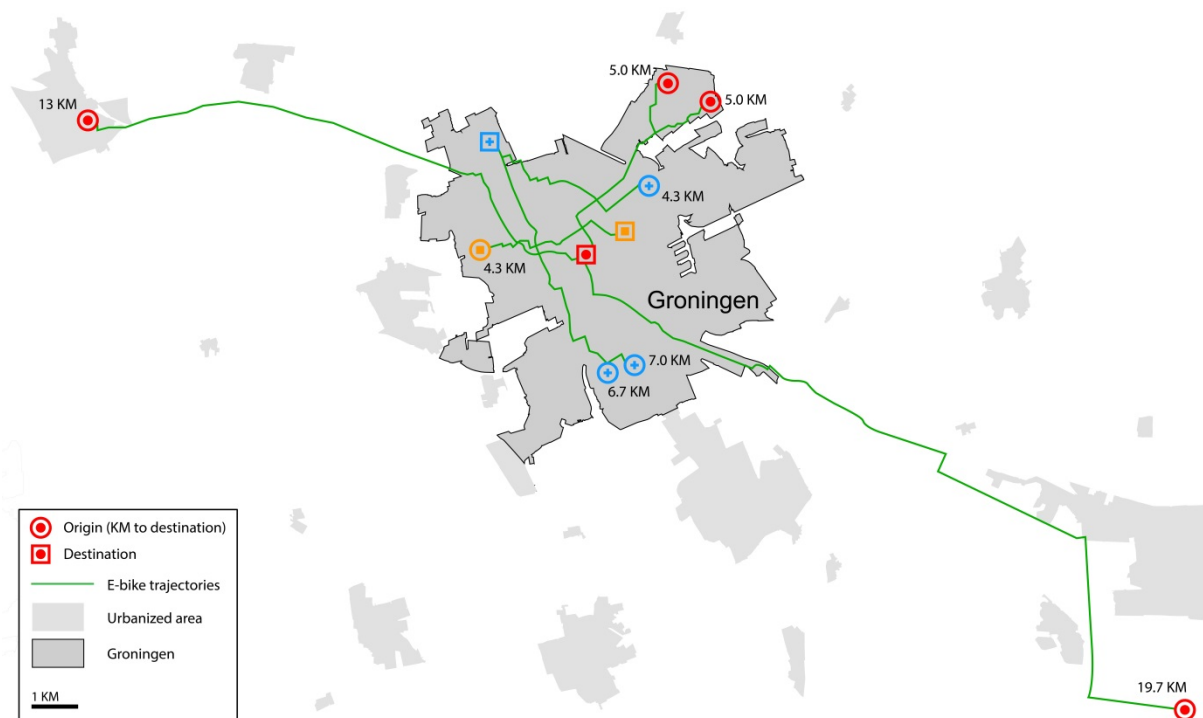 5.0 KM
13 KM
5.0 KM
4.3 KM
4.3 KM
Groningen
7.0 KM
6.7 KM
Origin (KM to destination)
Destination
E-bike trajectories
Urbanized area
Groningen
1 KM
19.7 KM